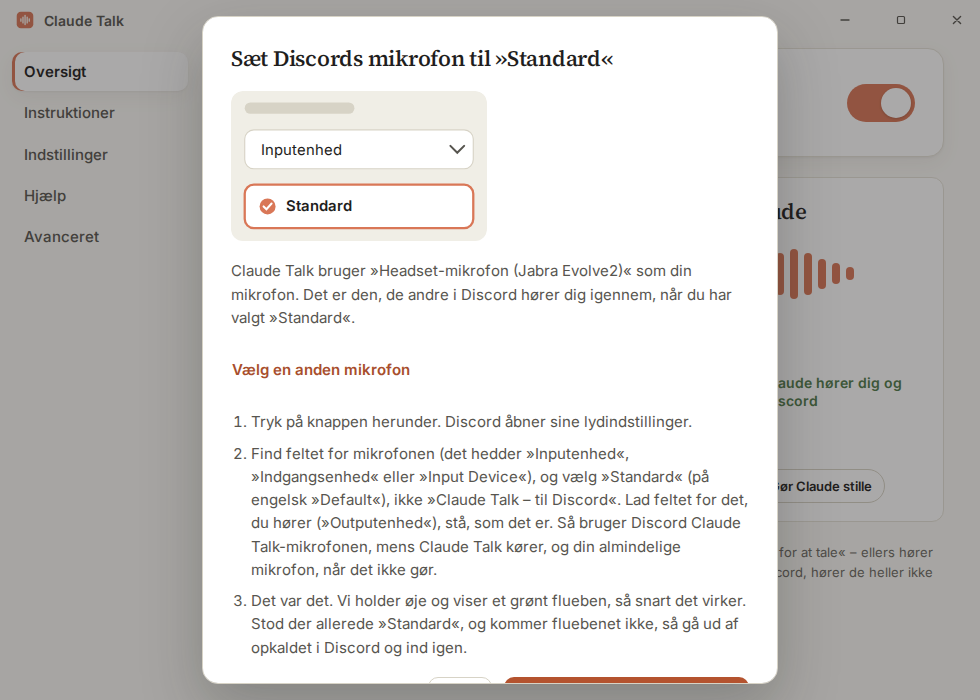 Claude Talk
Oversigt
Instruktioner
Indstillinger
Hjælp
Avanceret
Sæt Discords mikrofon til »Standard«
Inputenhed
Standard
Claude Talk bruger »Headset-mikrofon (Jabra Evolve2)« som din
mikrofon. Det er den, de andre i Discord hører dig igennem, når du har
valgt »Standard«.
Vælg en anden mikrofon
1. Tryk på knappen herunder. Discord åbner sine lydindstillinger.
2. Find feltet for mikrofonen (det hedder »Inputenhed«,
»Indgangsenhed« eller »Input Device«), og vælg »Standard« (på
engelsk »Default«), ikke »Claude Talk – til Discord«. Lad feltet for det,
du hører (»Outputenhed«), stå, som det er. Så bruger Discord Claude
Talk-mikrofonen, mens Claude Talk kører, og din almindelige
mikrofon, når det ikke gør.
3. Det var det. Vi holder øje og viser et grønt flueben, så snart det virker.
Stod der allerede »Standard«, og kommer fluebenet ikke, så gå ud af
opkaldet i Discord og ind igen.
hører dig og
Claude stille
for at tale« – ellers hører
hører de heller ikke